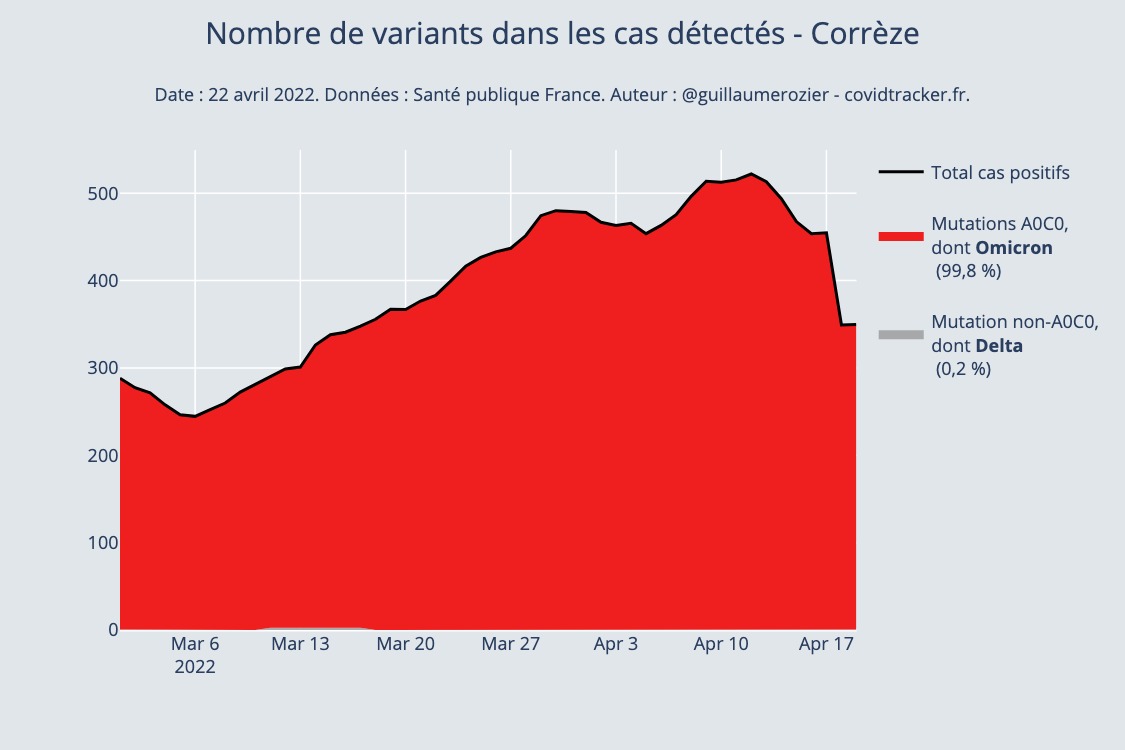 Nombre de variants dans les cas détectés - Corrèze
Date : 22 avril 2022. Données : Santé publique France. Auteur : @guillaumerozier - covidtracker.fr.
500
400
300
200
100
0
Mar 6
2022
Mar 13
Mar 20
Mar 27
Apr 3
Apr 10
Apr 17
Total cas positifs
Mutations A0C0,
dont Omicron
(99,8 %)
Mutation non-A0C0,
dont Delta
(0,2 %)